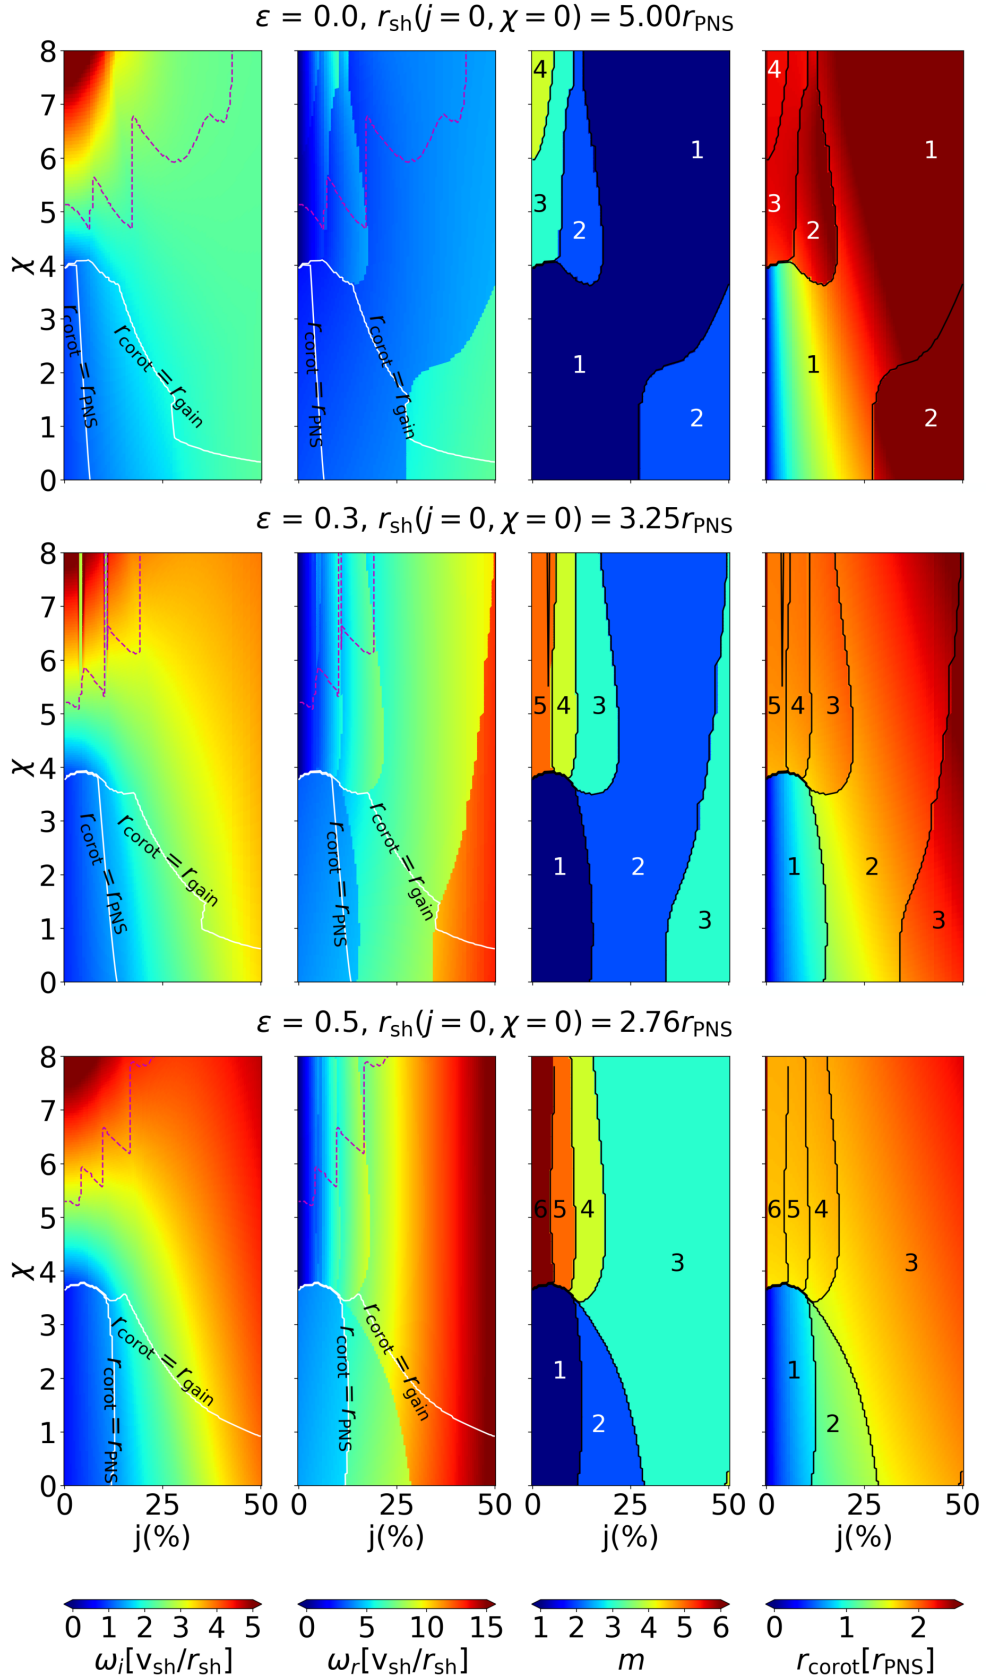 ε = 0.0, r_sh(j = 0, χ = 0) = 5.00r_PNS
8
7
6
5
4
3
2
1
0
χ
r_corot = r_PNS
r_corot = r_gain
r_corot = r_PNS
r_corot = r_gain
4
3
2
1
1
2
4
3
2
1
1
2
ε = 0.3, r_sh(j = 0, χ = 0) = 3.25r_PNS
8
7
6
5
4
3
2
1
0
χ
r_corot = r_PNS
r_corot = r_gain
r_corot = r_PNS
r_corot = r_gain
5 4 3
1 2
3
5 4 3
1 2
3
ε = 0.5, r_sh(j = 0, χ = 0) = 2.76r_PNS
8
7
6
5
4
3
2
1
0
χ
r_corot = r_PNS
r_corot = r_gain
r_corot = r_PNS
r_corot = r_gain
6 5 4
3
1
2
6 5 4
3
1
2
0 50 0 50 0 25 50 0 25 50
j(%) j(%) j(%) j(%)
0 1 2 3 4 5
ω_i[v_sh/r_sh]
0 5 10 15
ω_r[v_sh/r_sh]
1 2 3 4 5 6
m
0 1 2
r_corot[r_PNS]